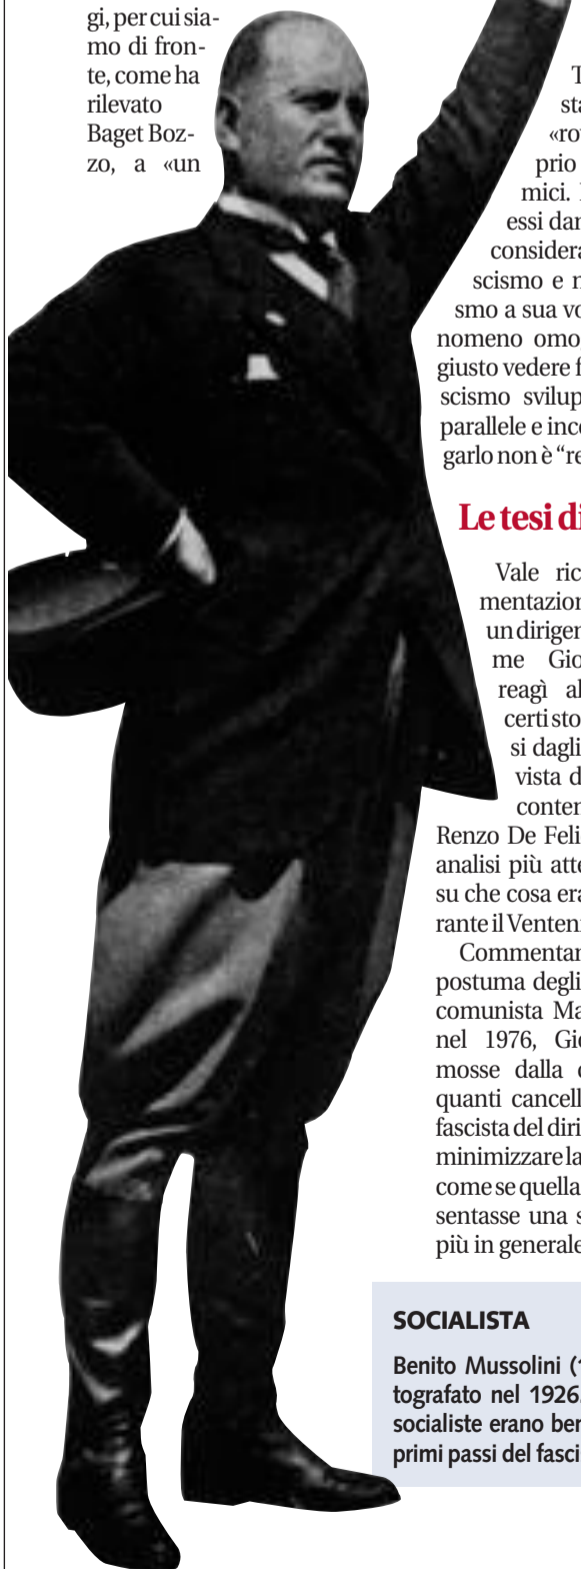 gi, per cui sia-
mo di fron-
te, come ha
rilevato
Baget Boz-
zo, a «un
T
sta
«ro
prio
mici. I
essi dar
consider
scismo e n
smo a sua vo
nomeno omo
giusto vedere f
scismo svilup
parallele e inc
garlo non è “re
Le tesi di
Vale ric
mentazion
un dirigen
me Gio
reagì al
certi sto
si dagli
vista d
conten
Renzo De Feli
analisi più atte
su che cosa era
rante il Venten
Commentar
postuma degli
comunista Ma
nel 1976, Gio
mosse dalla c
quanti cancell
fascista del diri
minimizzare la
come se quella
sentasse una s
più in generale
SOCIALISTA
Benito Mussolini (1
tografato nel 1926.
socialiste erano ben
primi passi del fasci